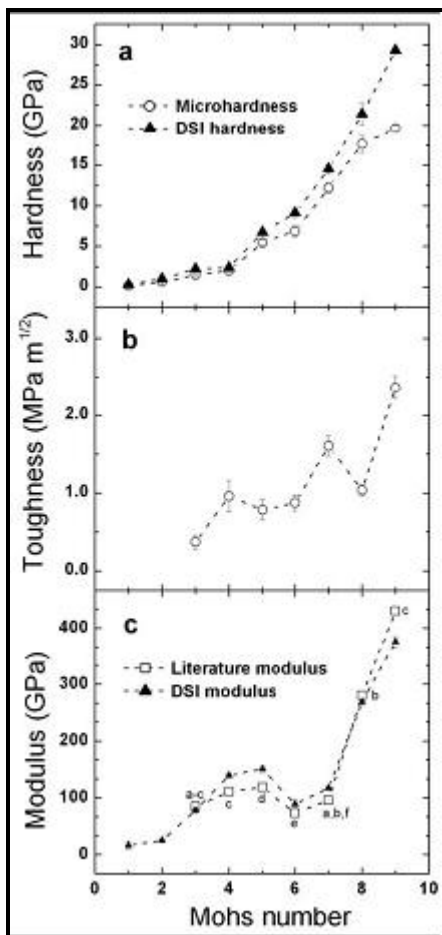 a
Microhardness
DSI hardness
Hardness (GPa)
30
25
20
15
10
5
0
b
Toughness (MPa m^1/2)
3.0
2.0
1.0
0.0
c
Literature modulus
DSI modulus
Modulus (GPa)
400
300
200
100
0
a-c
c
e
b
c
a,b,f
0 2 4 6 8 10
Mohs number